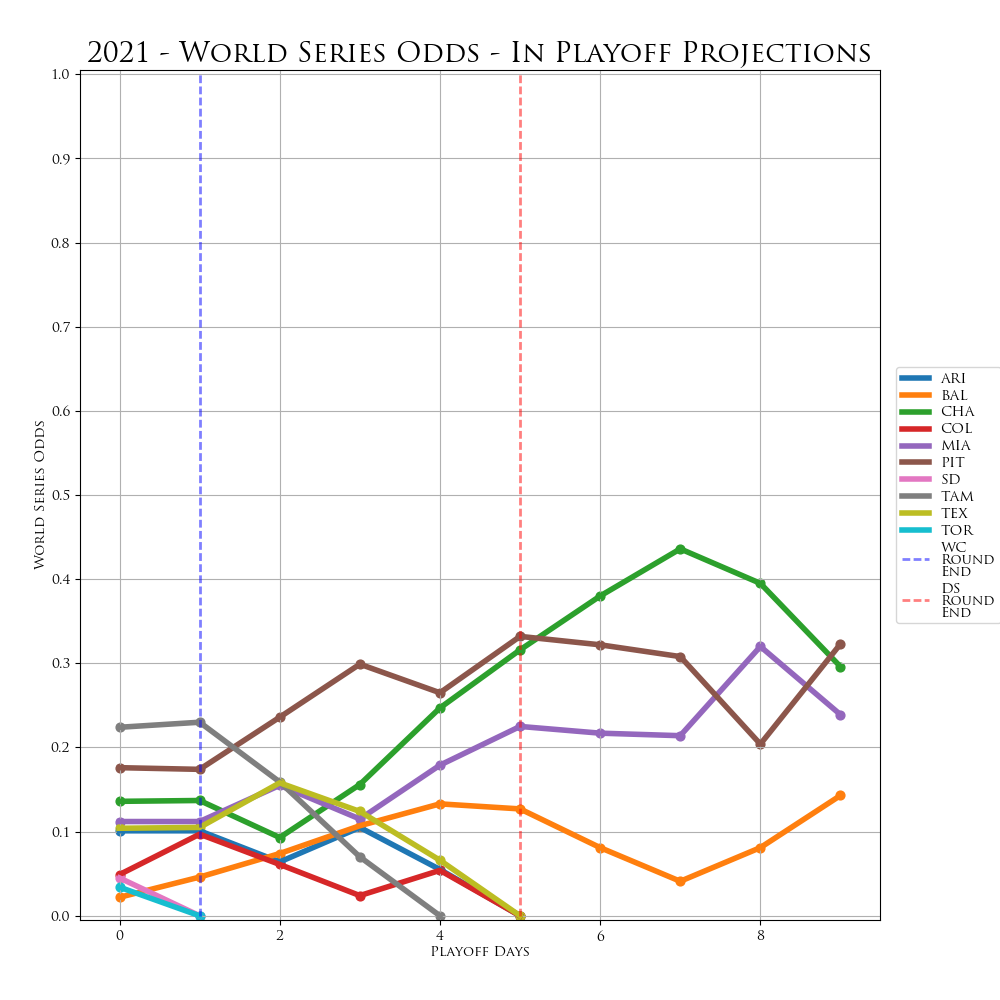 2021 - World Series Odds - In Playoff Projections
1.0
0.9
0.8
0.7
0.6
0.5
0.4
0.3
0.2
0.1
0.0
World Series Odds
0 2 4 6 8
Playoff Days
ARI
BAL
CHA
COL
MIA
PIT
SD
TAM
TEX
TOR
WC
Round
End
DS
Round
End